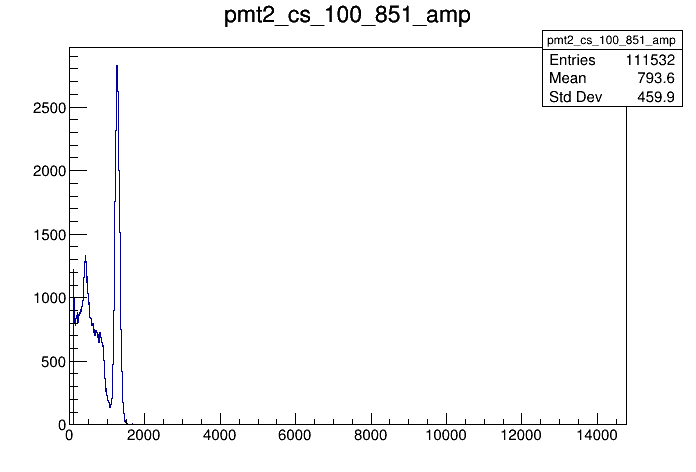 pmt2_cs_100_851_amp
pmt2_cs_100_851_amp
Entries 111532
Mean 793.6
Std Dev 459.9
2500
2000
1500
1000
500
0
0 2000 4000 6000 8000 10000 12000 14000